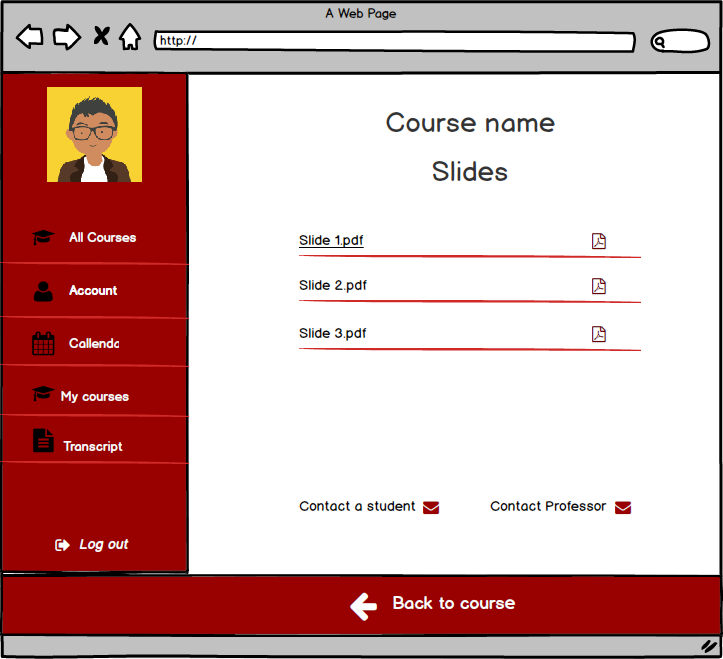 A Web Page
http://
Course name
Slides
All Courses
Account
Callenda
My courses
Transcript
Log out
Slide 1.pdf
Slide 2.pdf
Slide 3.pdf
Contact a student
Contact Professor
Back to course